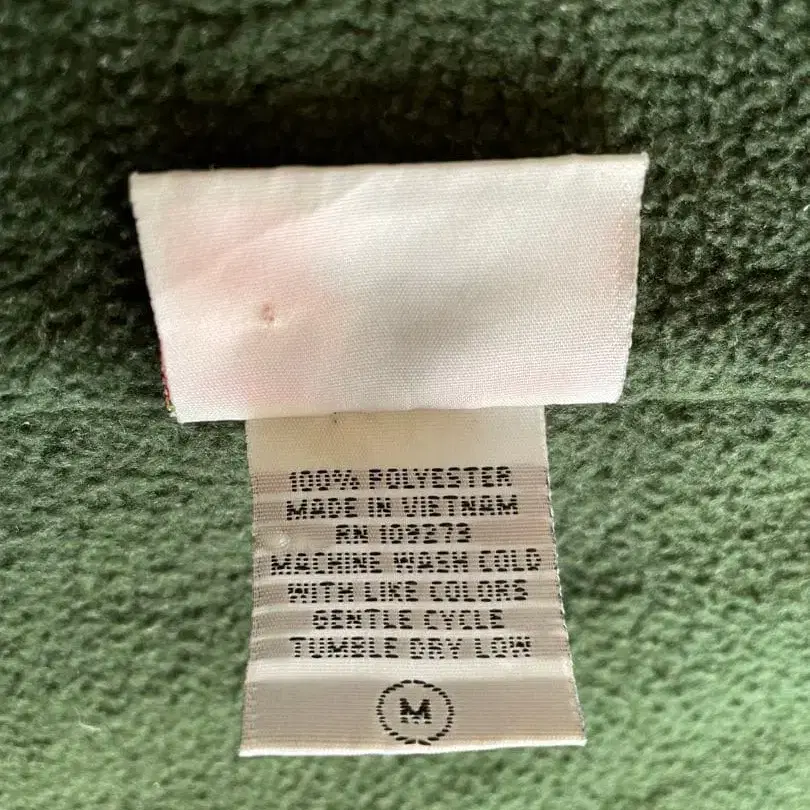 100% POLYESTER
MADE IN VIETNAM
RN 109273
MACHINE WASH COLD
WITH LIKE COLORS
GENTLE CYCLE
TUMBLE DRY LOW
M